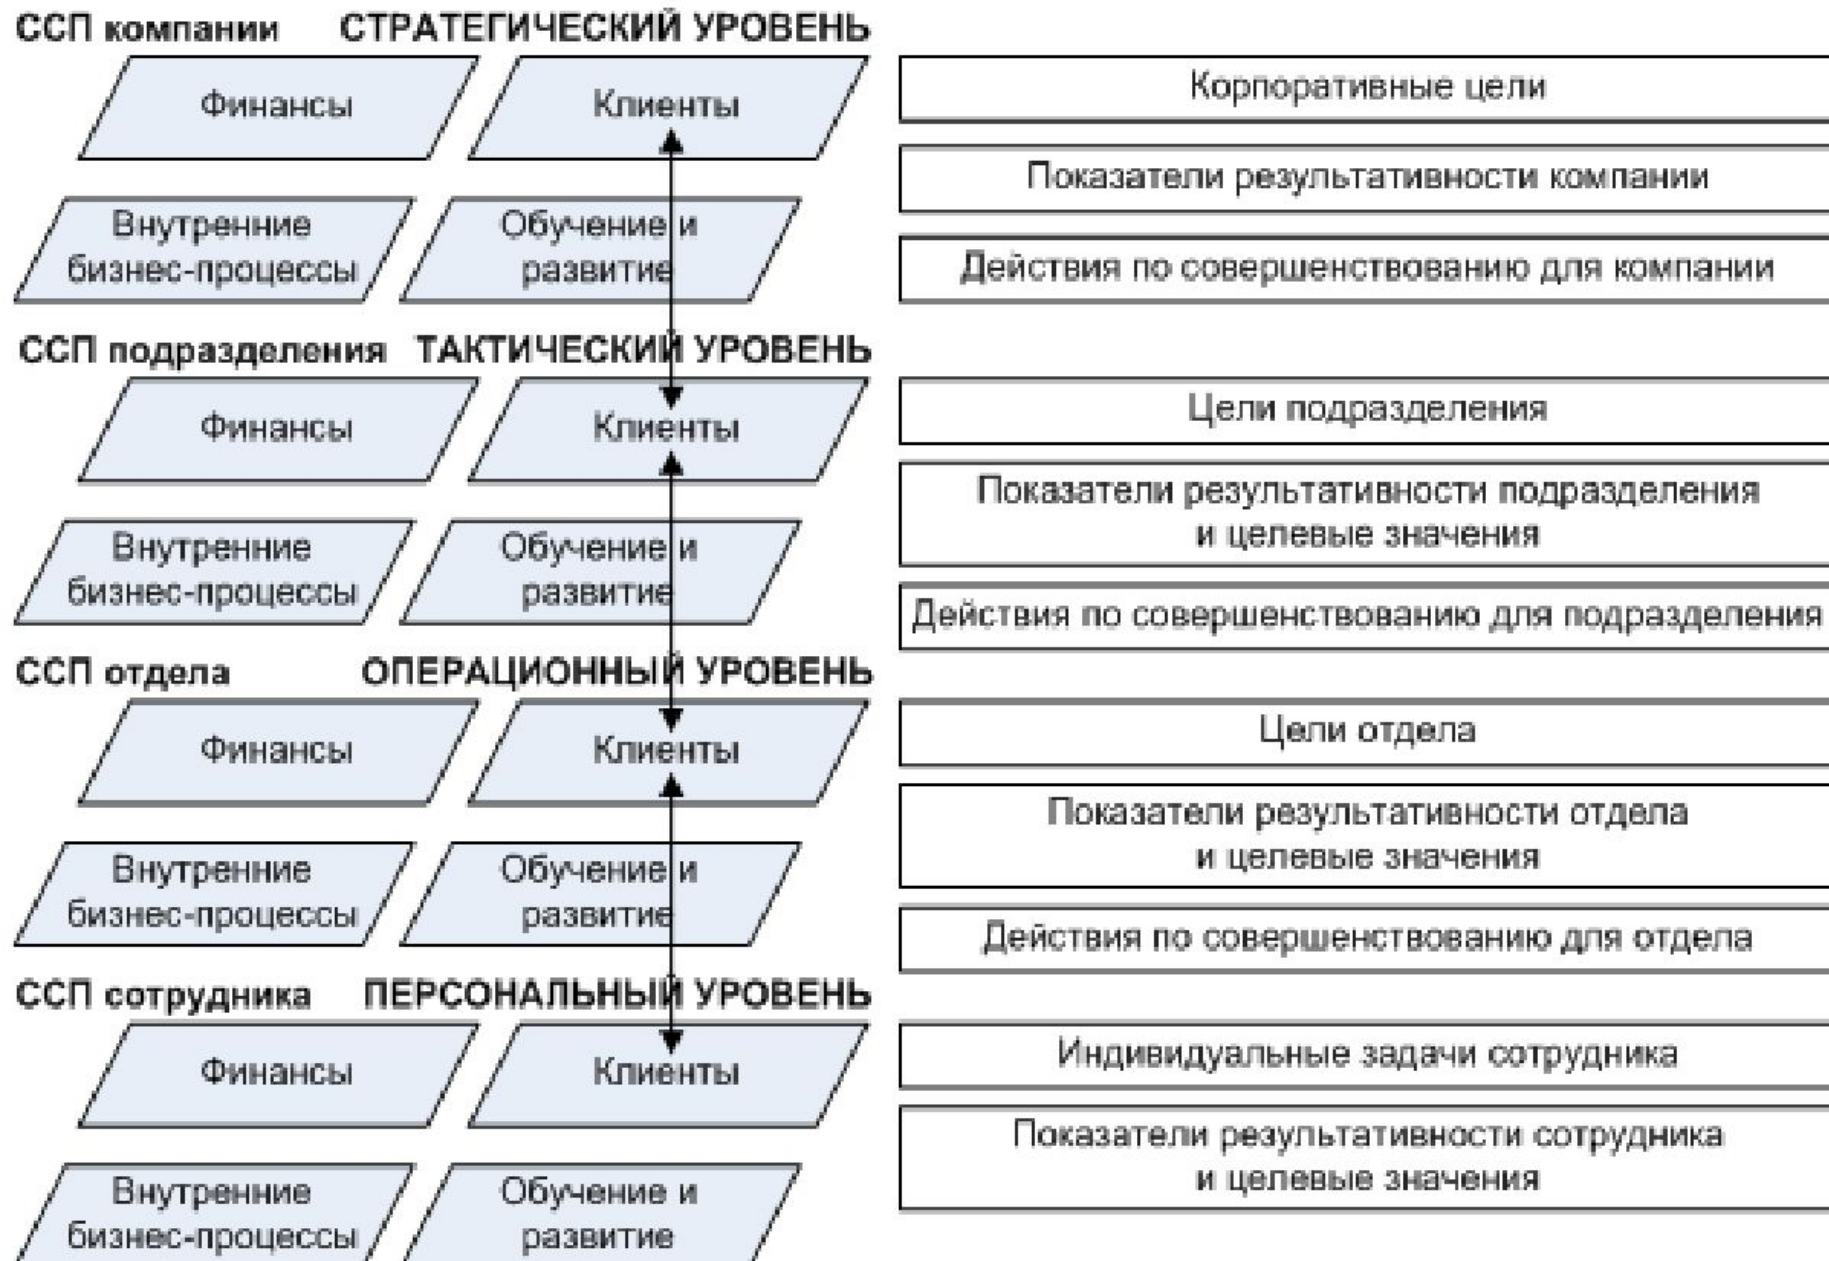 ССП компании СТРАТЕГИЧЕСКИЙ УРОВЕНЬ
Финансы
Клиенты
Внутренние
бизнес-процессы
Обучение и
развитие
Корпоративные цели
Показатели результативности компании
Действия по совершенствованию для компании
ССП подразделения ТАКТИЧЕСКИЙ УРОВЕНЬ
Финансы
Клиенты
Внутренние
бизнес-процессы
Обучение и
развитие
Цели подразделения
Показатели результативности подразделения
и целевые значения
Действия по совершенствованию для подразделения
ССП отдела ОПЕРАЦИОННЫЙ УРОВЕНЬ
Финансы
Клиенты
Внутренние
бизнес-процессы
Обучение и
развитие
Цели отдела
Показатели результативности отдела
и целевые значения
Действия по совершенствованию для отдела
ССП сотрудника ПЕРСОНАЛЬНЫЙ УРОВЕНЬ
Финансы
Клиенты
Внутренние
бизнес-процессы
Обучение и
развитие
Индивидуальные задачи сотрудника
Показатели результативности сотрудника
и целевые значения